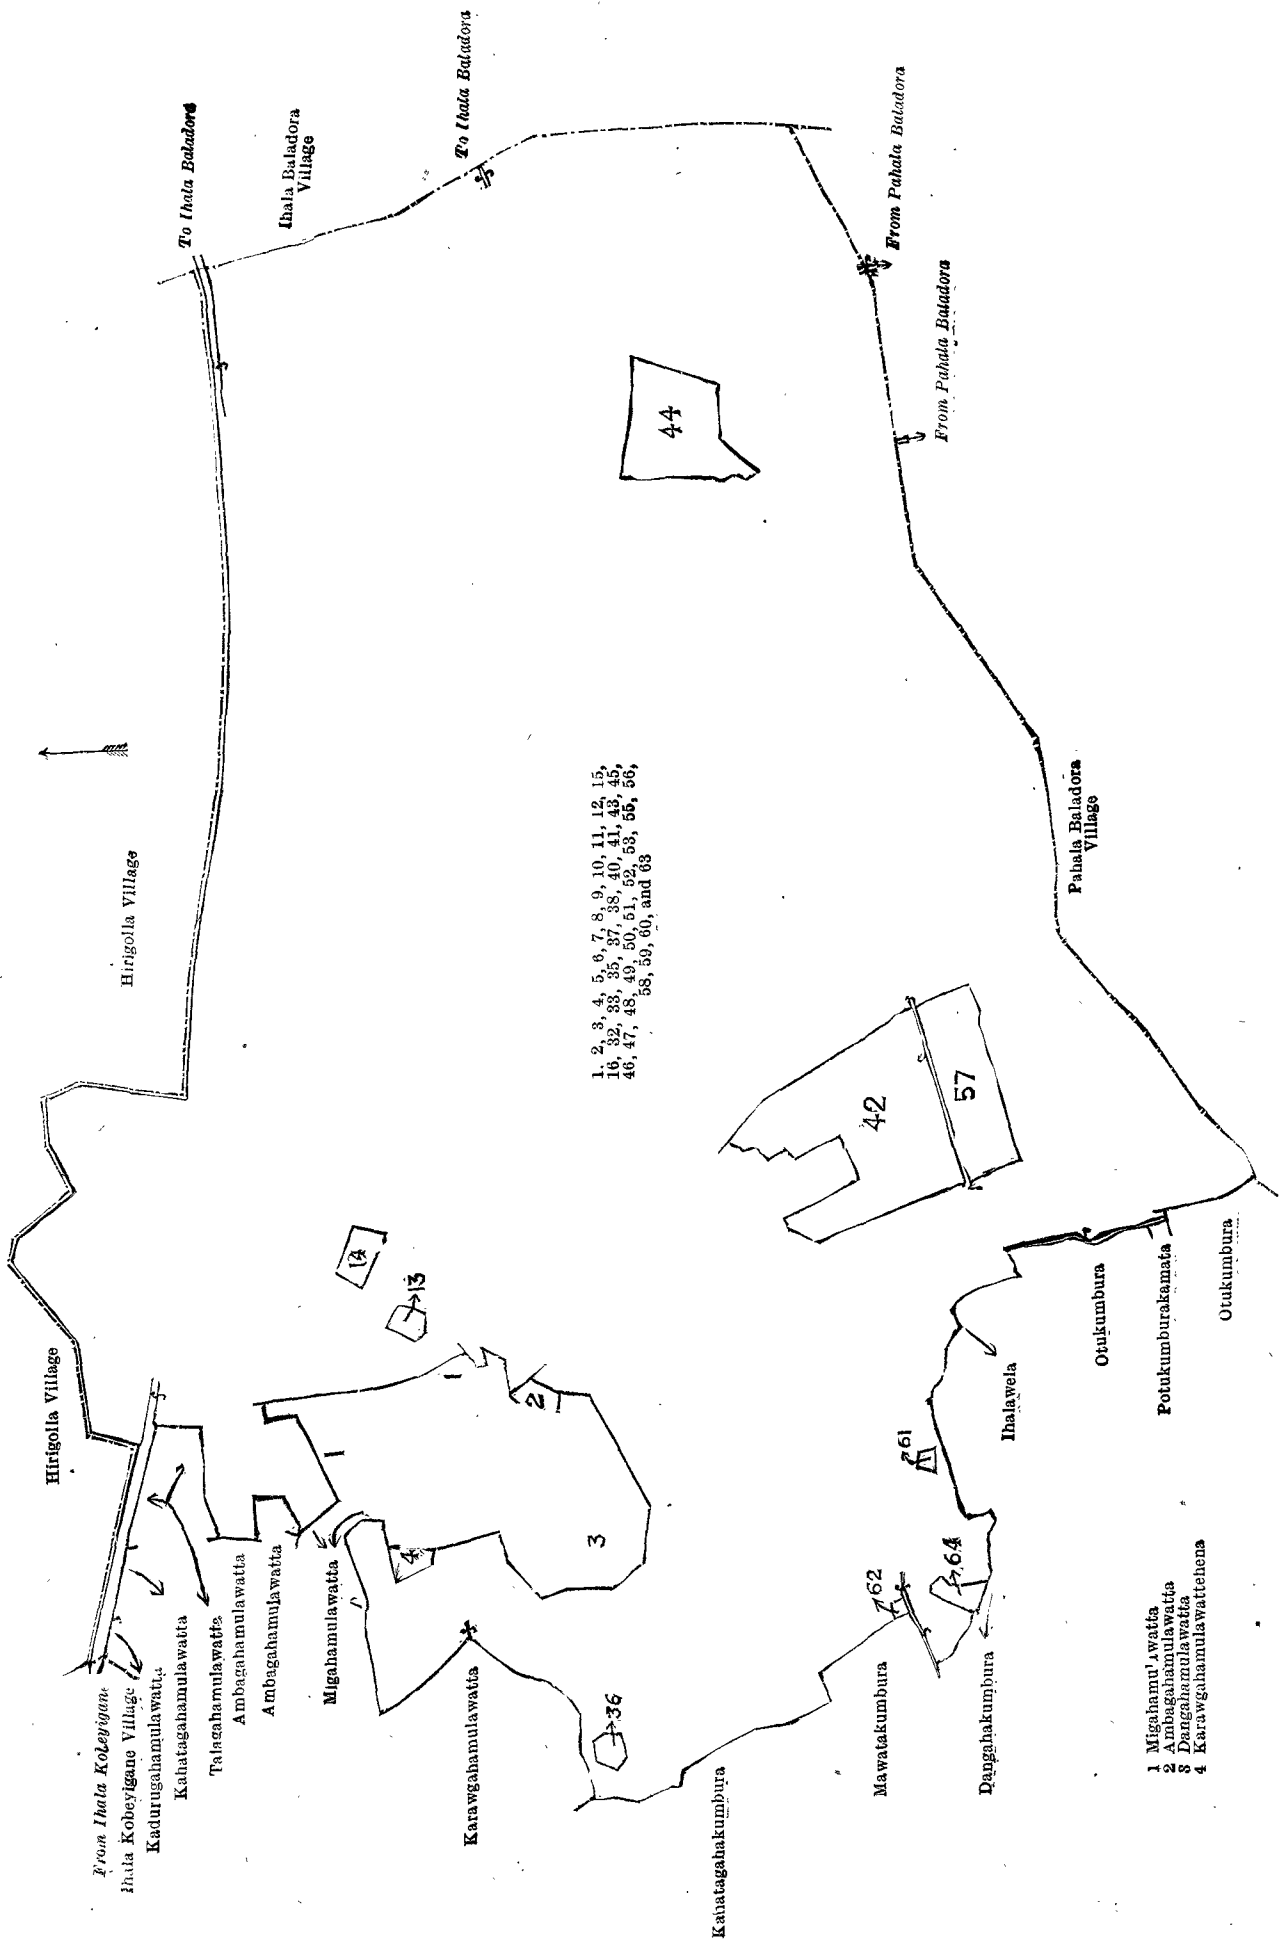 To Ihala Baladora
Ihala Baladora
Village
To Ihala Baladora
From Pahala Baladora
From Pahala Baladora
44
Hirigolla Village
1. 2, 3, 4, 5, 6, 7, 8, 9, 10, 11, 12, 15,
16, 32, 33, 35, 37, 38, 40, 41, 43, 45,
46, 47, 48, 49, 50, 51, 52, 53, 55, 56,
58, 59, 60, and 63
Pahala Baladora
Village
42
57
14
13
Hirigolla Village
1
1
2
3
4
61
62
64
36
Ihalawela
Otukumbura
Potukumburakamata
Otukumbura
From Ihala Kobeyigane
Ihala Kobeyigane Village
Kadurugahamulawatta
Kahatagahamulawatta
Talagahamulawatta
Ambagahamulawatta
Ambagahamulawatta
Migahamulawatta
Karawgahamulawatta
Kahatagahakumbura
Mawatakumbura
Dangahakumbura
1 Migahamulawatta
2 Ambagahamulawatta
3 Dangahamulawatta
4 Karawgahamulawattehena